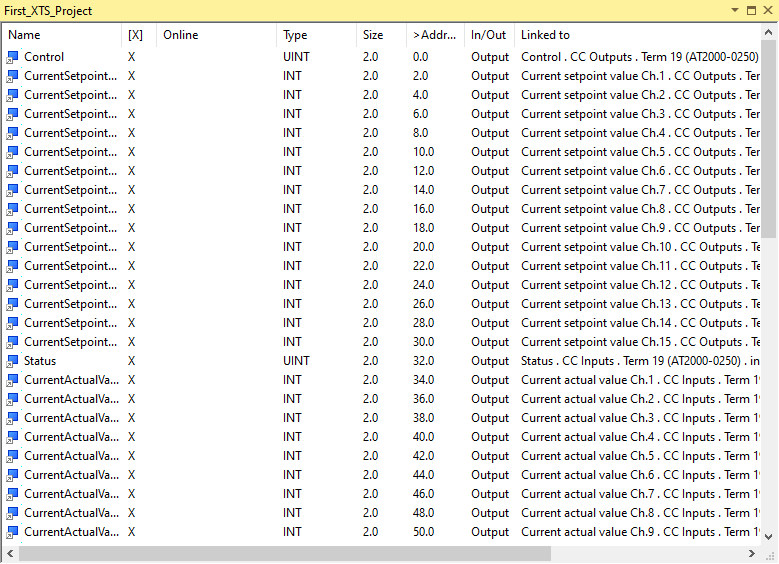 First_XTS_Project
Name [X] Online Type Size >Addr... In/Out Linked to
Control X UINT 2.0 0.0 Output Control . CC Outputs . Term 19 (AT2000-0250)
CurrentSetpoint... X INT 2.0 2.0 Output Current setpoint value Ch.1 . CC Outputs . Ter
CurrentSetpoint... X INT 2.0 4.0 Output Current setpoint value Ch.2 . CC Outputs . Ter
CurrentSetpoint... X INT 2.0 6.0 Output Current setpoint value Ch.3 . CC Outputs . Ter
CurrentSetpoint... X INT 2.0 8.0 Output Current setpoint value Ch.4 . CC Outputs . Ter
CurrentSetpoint... X INT 2.0 10.0 Output Current setpoint value Ch.5 . CC Outputs . Ter
CurrentSetpoint... X INT 2.0 12.0 Output Current setpoint value Ch.6 . CC Outputs . Ter
CurrentSetpoint... X INT 2.0 14.0 Output Current setpoint value Ch.7 . CC Outputs . Ter
CurrentSetpoint... X INT 2.0 16.0 Output Current setpoint value Ch.8 . CC Outputs . Ter
CurrentSetpoint... X INT 2.0 18.0 Output Current setpoint value Ch.9 . CC Outputs . Ter
CurrentSetpoint... X INT 2.0 20.0 Output Current setpoint value Ch.10 . CC Outputs . Te
CurrentSetpoint... X INT 2.0 22.0 Output Current setpoint value Ch.11 . CC Outputs . Te
CurrentSetpoint... X INT 2.0 24.0 Output Current setpoint value Ch.12 . CC Outputs . Te
CurrentSetpoint... X INT 2.0 26.0 Output Current setpoint value Ch.13 . CC Outputs . Te
CurrentSetpoint... X INT 2.0 28.0 Output Current setpoint value Ch.14 . CC Outputs . Te
CurrentSetpoint... X INT 2.0 30.0 Output Current setpoint value Ch.15 . CC Outputs . Te
Status X UINT 2.0 32.0 Output Status . CC Inputs . Term 19 (AT2000-0250) . in
CurrentActualVa... X INT 2.0 34.0 Output Current actual value Ch.1 . CC Inputs . Term 19
CurrentActualVa... X INT 2.0 36.0 Output Current actual value Ch.2 . CC Inputs . Term 19
CurrentActualVa... X INT 2.0 38.0 Output Current actual value Ch.3 . CC Inputs . Term 19
CurrentActualVa... X INT 2.0 40.0 Output Current actual value Ch.4 . CC Inputs . Term 19
CurrentActualVa... X INT 2.0 42.0 Output Current actual value Ch.5 . CC Inputs . Term 19
CurrentActualVa... X INT 2.0 44.0 Output Current actual value Ch.6 . CC Inputs . Term 19
CurrentActualVa... X INT 2.0 46.0 Output Current actual value Ch.7 . CC Inputs . Term 19
CurrentActualVa... X INT 2.0 48.0 Output Current actual value Ch.8 . CC Inputs . Term 19
CurrentActualVa... X INT 2.0 50.0 Output Current actual value Ch.9 . CC Inputs . Term 19